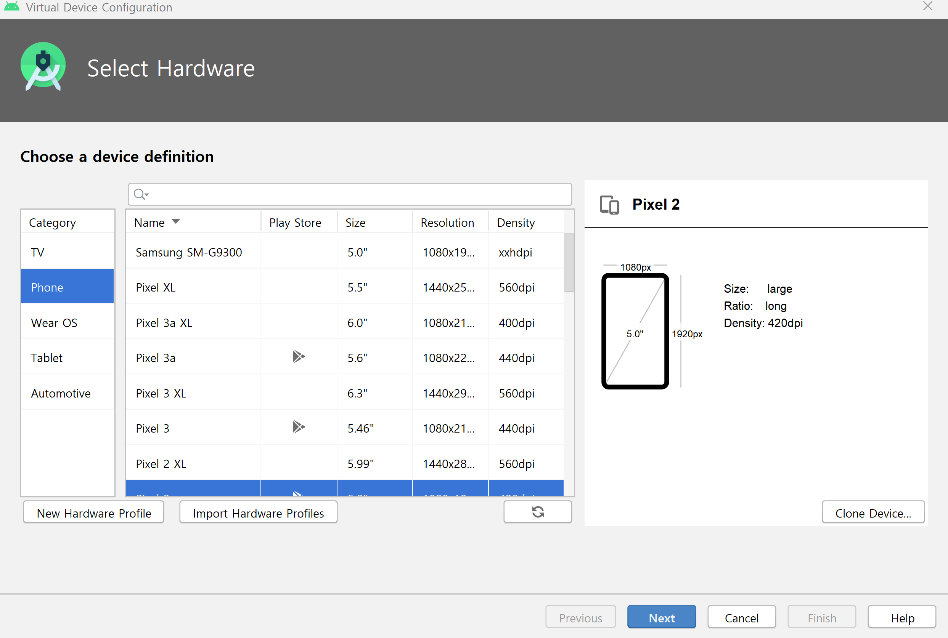 Virtual Device Configuration
Select Hardware
Choose a device definition
Category
TV
Phone
Wear OS
Tablet
Automotive
Name Play Store Size Resolution Density
Samsung SM-G9300 5.0" 1080x19... xxhdpi
Pixel XL 5.5" 1440x25... 560dpi
Pixel 3a XL 6.0" 1080x21... 400dpi
Pixel 3a 5.6" 1080x22... 440dpi
Pixel 3 XL 6.3" 1440x29... 560dpi
Pixel 3 5.46" 1080x21... 440dpi
Pixel 2 XL 5.99" 1440x28... 560dpi
New Hardware Profile Import Hardware Profiles
Pixel 2
1080px
5.0"
1920px
Size: large
Ratio: long
Density: 420dpi
Clone Device...
Previous Next Cancel Finish Help